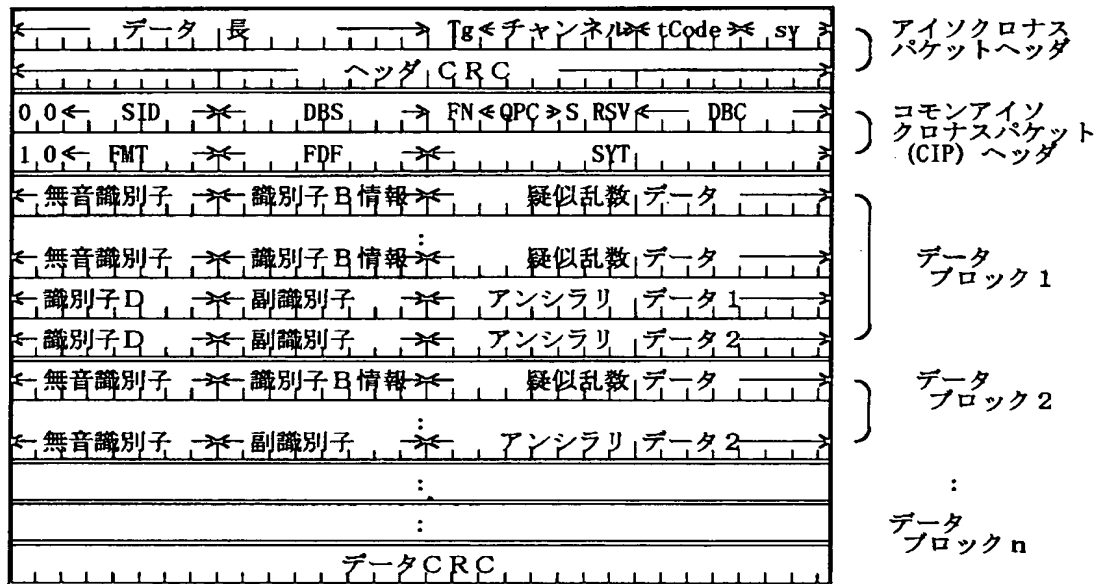 データ長 Tg チャンネル tCode sy
アイソクロナス
パケットヘッダ
ヘッダCRC
00 SID DBS FN QPC S RSV DBC
コモンアイソ
クロナスパケット
(CIP) ヘッダ
10 FMT FDF SYT
無音識別子 識別子B情報 疑似乱数データ
:
無音識別子 識別子B情報 疑似乱数データ
データ
ブロック1
識別子D 副識別子 アンシラリデータ1
識別子D 副識別子 アンシラリデータ2
無音識別子 識別子B情報 疑似乱数データ
データ
ブロック2
:
無音識別子 副識別子 アンシラリデータ2
: :
:
データ
ブロックn
データCRC